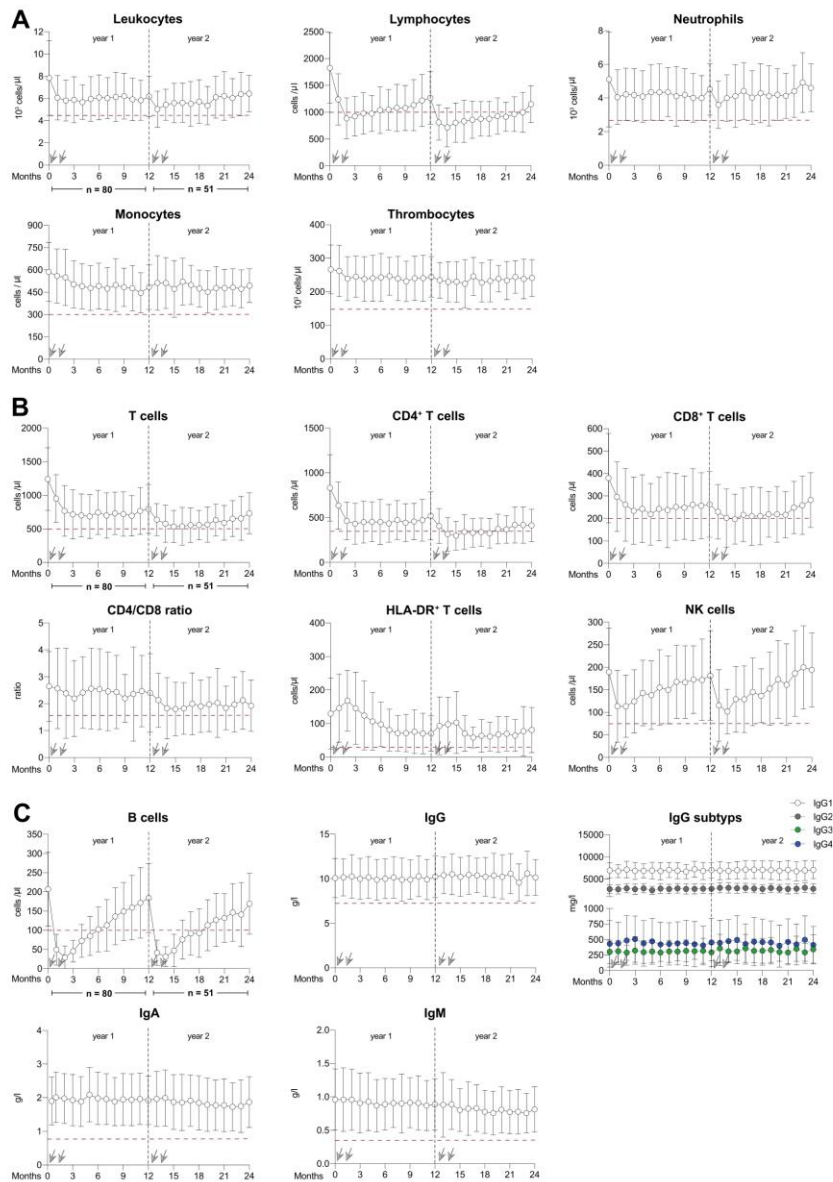 A
Leukocytes
year 1
year 2
10³ cells/µl
12
10
8
6
4
2
0
Months 0 3 6 9 12 15 18 21 24
n = 80
n = 51
Lymphocytes
year 1
year 2
cells /µl
2500
2000
1500
1000
500
0
0 3 6 9 12 15 18 21 24
Neutrophils
year 1
year 2
10³ cells/µl
8
6
4
2
0
0 3 6 9 12 15 18 21 24
Monocytes
year 1
year 2
cells / µl
900
750
600
450
300
150
0
Months 0 3 6 9 12 15 18 21 24
Thrombocytes
year 1
year 2
10³ cells/ µl
400
300
200
100
0
0 3 6 9 12 15 18 21 24
B
T cells
year 1
year 2
cells /µl
2000
1500
1000
500
0
Months 0 3 6 9 12 15 18 21 24
n = 80
n = 51
CD4⁺ T cells
year 1
year 2
cells /µl
1500
1000
500
0
0 3 6 9 12 15 18 21 24
CD8⁺ T cells
year 1
year 2
cells /µl
600
500
400
300
200
100
0
0 3 6 9 12 15 18 21 24
CD4/CD8 ratio
year 1
year 2
ratio
5
4
3
2
1
0
Months 0 3 6 9 12 15 18 21 24
HLA-DR⁺ T cells
year 1
year 2
cells/µl
400
300
200
100
0
0 3 6 9 12 15 18 21 24
NK cells
year 1
year 2
cells /µl
300
250
200
150
100
50
0
0 3 6 9 12 15 18 21 24
C
B cells
year 1
year 2
cells /µl
350
300
250
200
150
100
50
0
Months 0 3 6 9 12 15 18 21 24
n = 80
n = 51
IgG
year 1
year 2
g/l
15
10
5
0
0 3 6 9 12 15 18 21 24
IgG subtyps
IgG1
IgG2
IgG3
IgG4
year 1
year 2
mg/l
15000
10000
5000
0
1000
750
500
250
0
0 3 6 9 12 15 18 21 24
IgA
year 1
year 2
g/l
4
3
2
1
0
Months 0 3 6 9 12 15 18 21 24
IgM
year 1
year 2
g/l
2.0
1.5
1.0
0.5
0.0
0 3 6 9 12 15 18 21 24